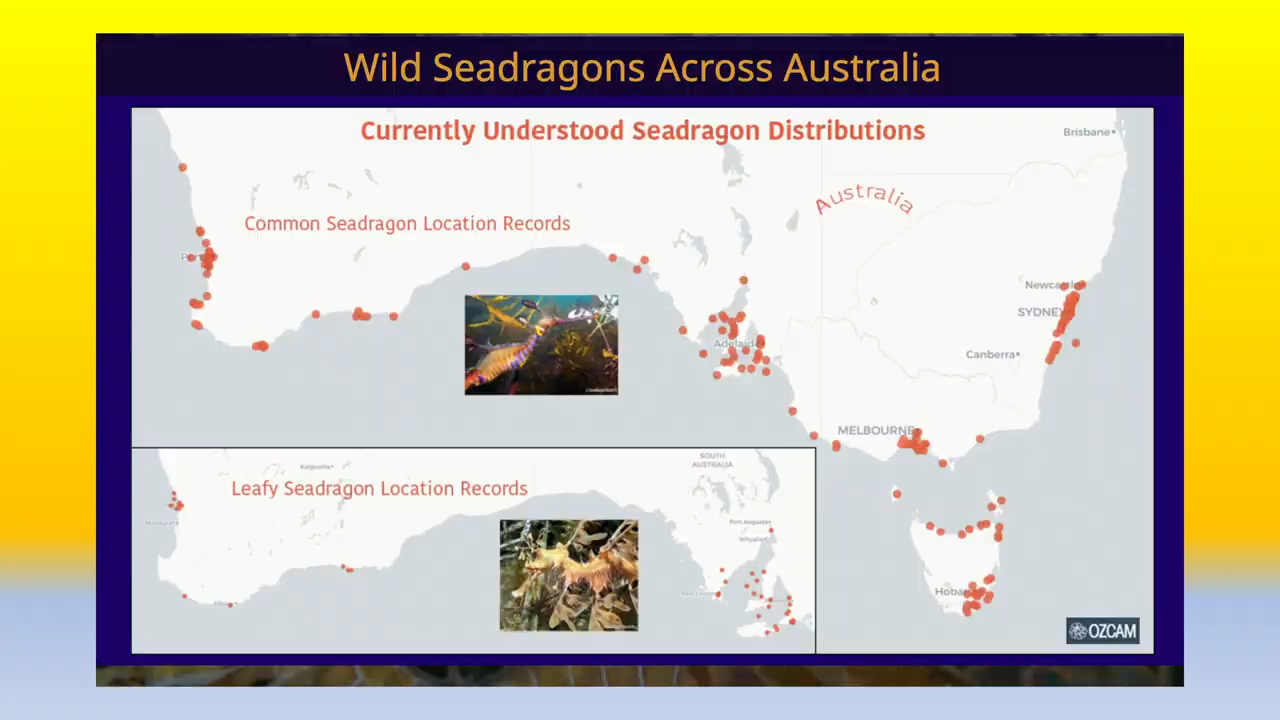 Wild Seadragons Across Australia
Currently Understood Seadragon Distributions
Brisbane
Australia
Common Seadragon Location Records
Newcastle
SYDNEY
Adelaide
Canberra
MELBOURNE
SOUTH
AUSTRALIA
Leafy Seadragon Location Records
Port Augusta
Hobart
OZCAM